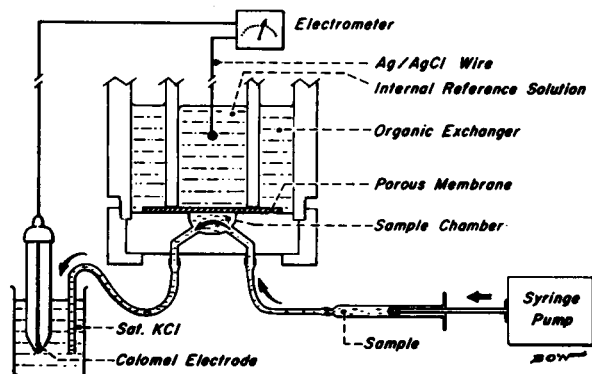 Electrometer
Ag/AgCl Wire
Internal Reference Solution
Organic Exchanger
Porous Membrane
Sample Chamber
Syringe
Pump
Sat. KCl
Sample
Calomel Electrode